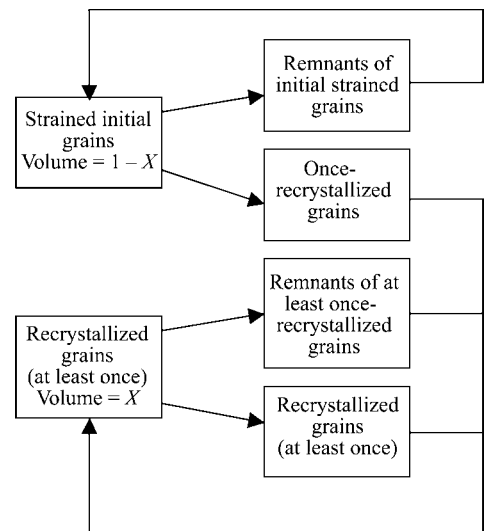 Remnants of
initial strained
grains
Strained initial
grains
Volume = 1 – X
Once-
recrystallized
grains
Remnants of at
least once-
recrystallized
grains
Recrystallized
grains
(at least once)
Volume = X
Recrystallized
grains
(at least once)